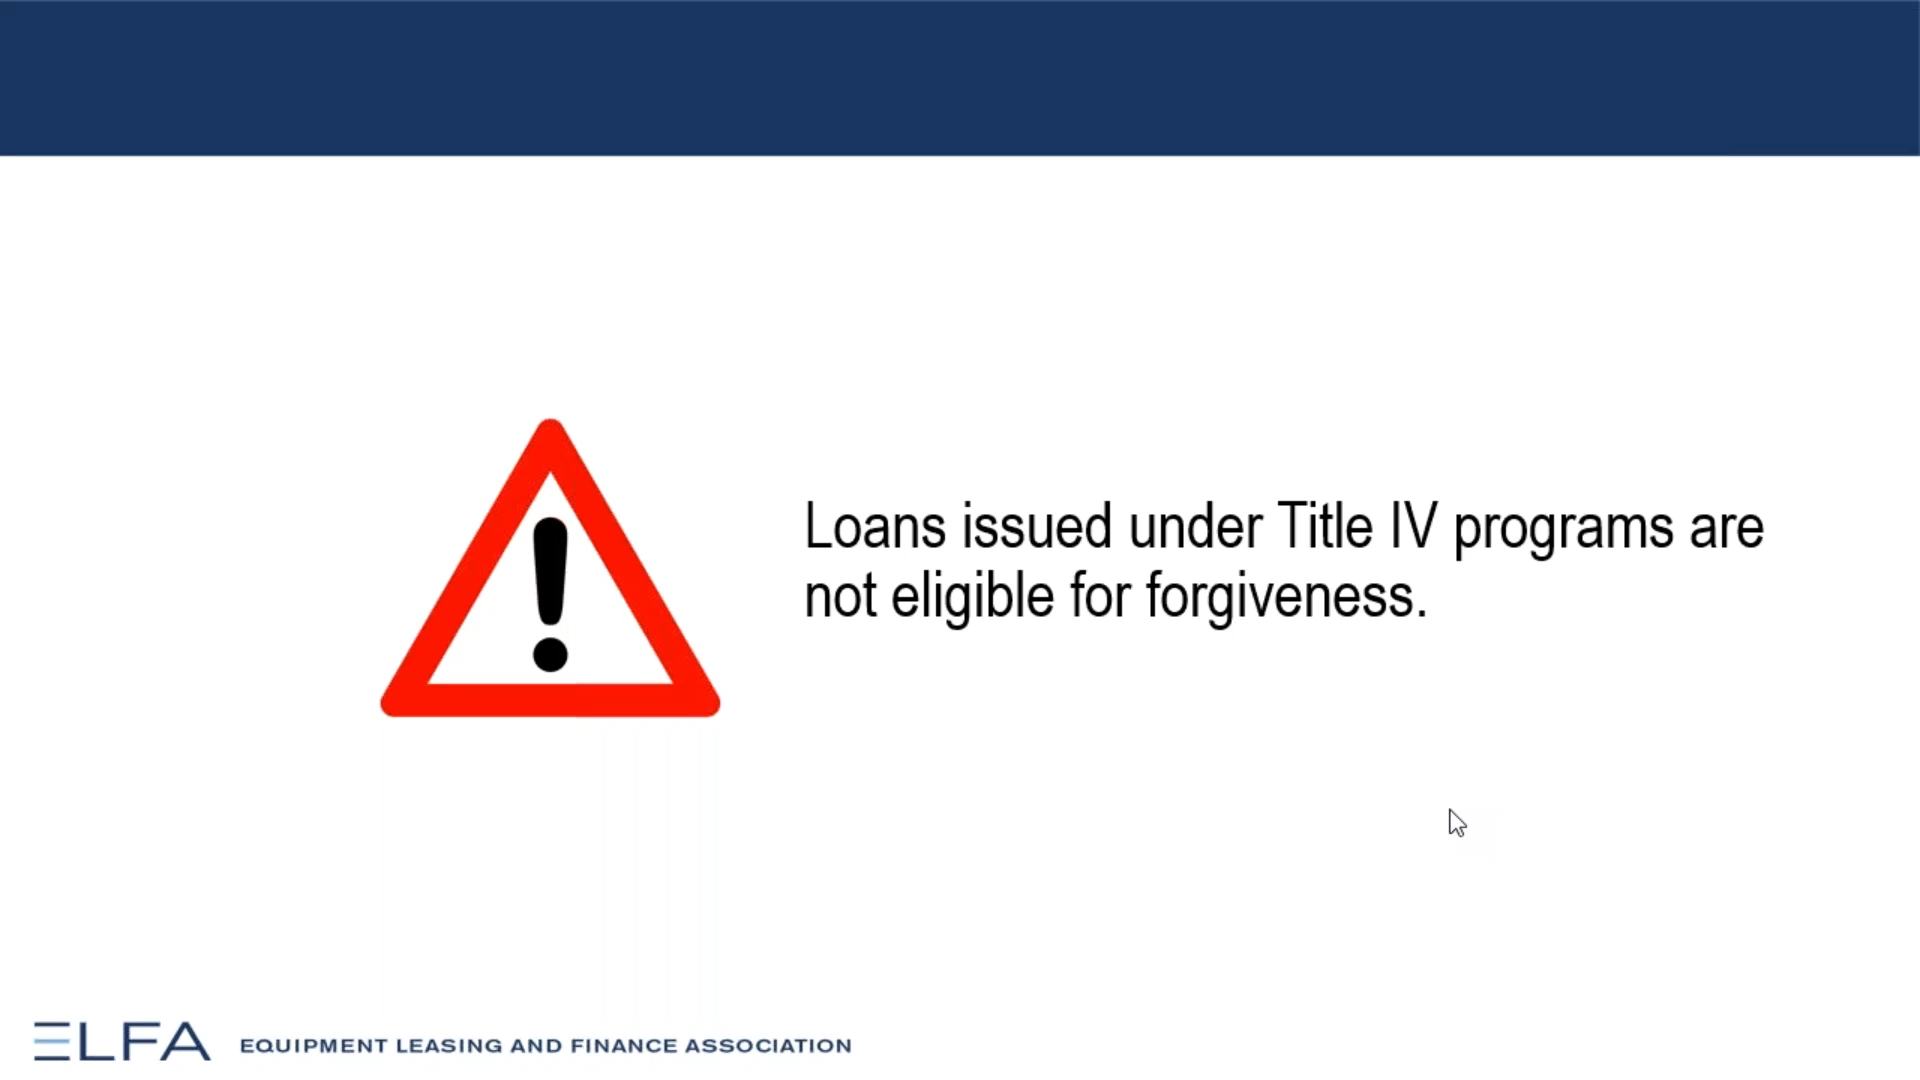 Loans issued under Title IV programs are
not eligible for forgiveness.
ELFA EQUIPMENT LEASING AND FINANCE ASSOCIATION